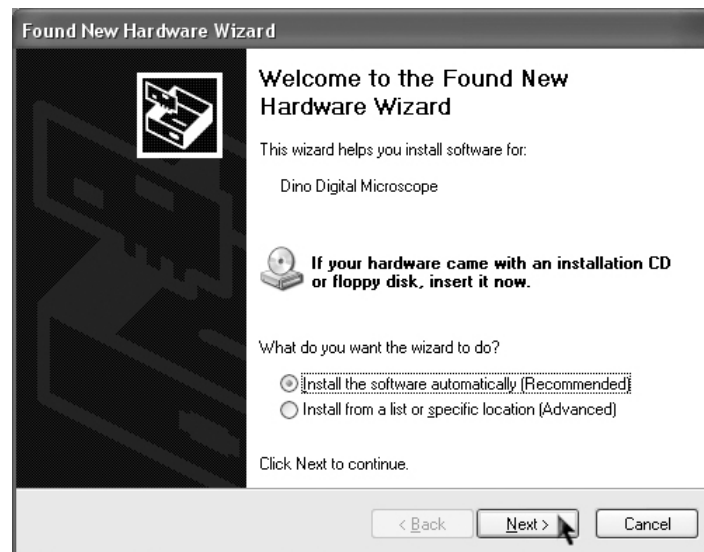 Found New Hardware Wizard
Welcome to the Found New
Hardware Wizard
This wizard helps you install software for:
Dino Digital Microscope
If your hardware came with an installation CD
or floppy disk, insert it now.
What do you want the wizard to do?
Install the software automatically (Recommended)
Install from a list or specific location (Advanced)
Click Next to continue.
< Back
Next >
Cancel